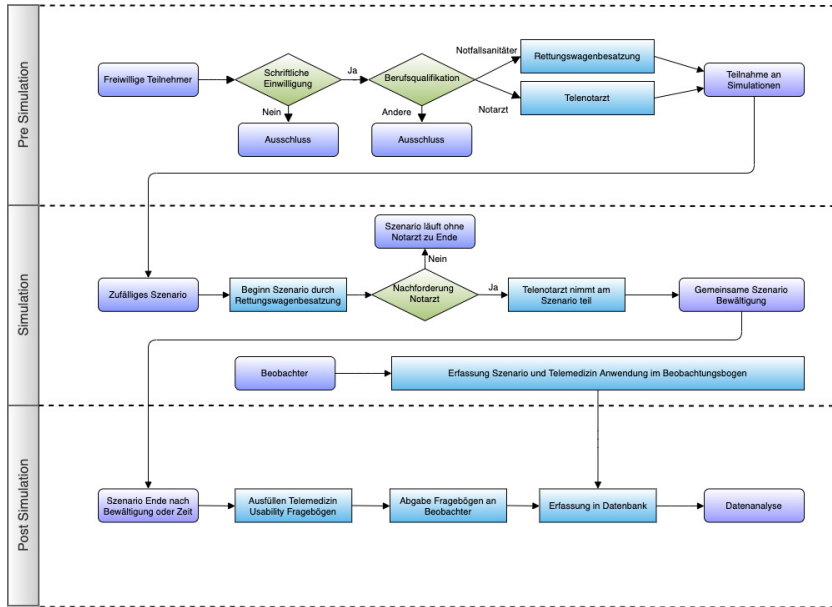 Pre Simulation
Freiwillige Teilnehmer
Schriftliche
Einwilligung
Ja
Nein
Ausschluss
Berufsqualifikation
Andere
Ausschluss
Notfallsanitäter
Rettungswagenbesatzung
Notarzt
Telenotarzt
Teilnahme an
Simulationen
Simulation
Zufälliges Szenario
Beginn Szenario durch
Rettungswagenbesatzung
Nachforderung
Notarzt
Nein
Szenario läuft ohne
Notarzt zu Ende
Ja
Telenotarzt nimmt am
Szenario teil
Gemeinsame Szenario
Bewältigung
Beobachter
Erfassung Szenario und Telemedizin Anwendung im Beobachtungsbogen
Post Simulation
Szenario Ende nach
Bewältigung oder Zeit
Ausfüllen Telemedizin
Usability Fragebögen
Abgabe Fragebögen an
Beobachter
Erfassung in Datenbank
Datenanalyse